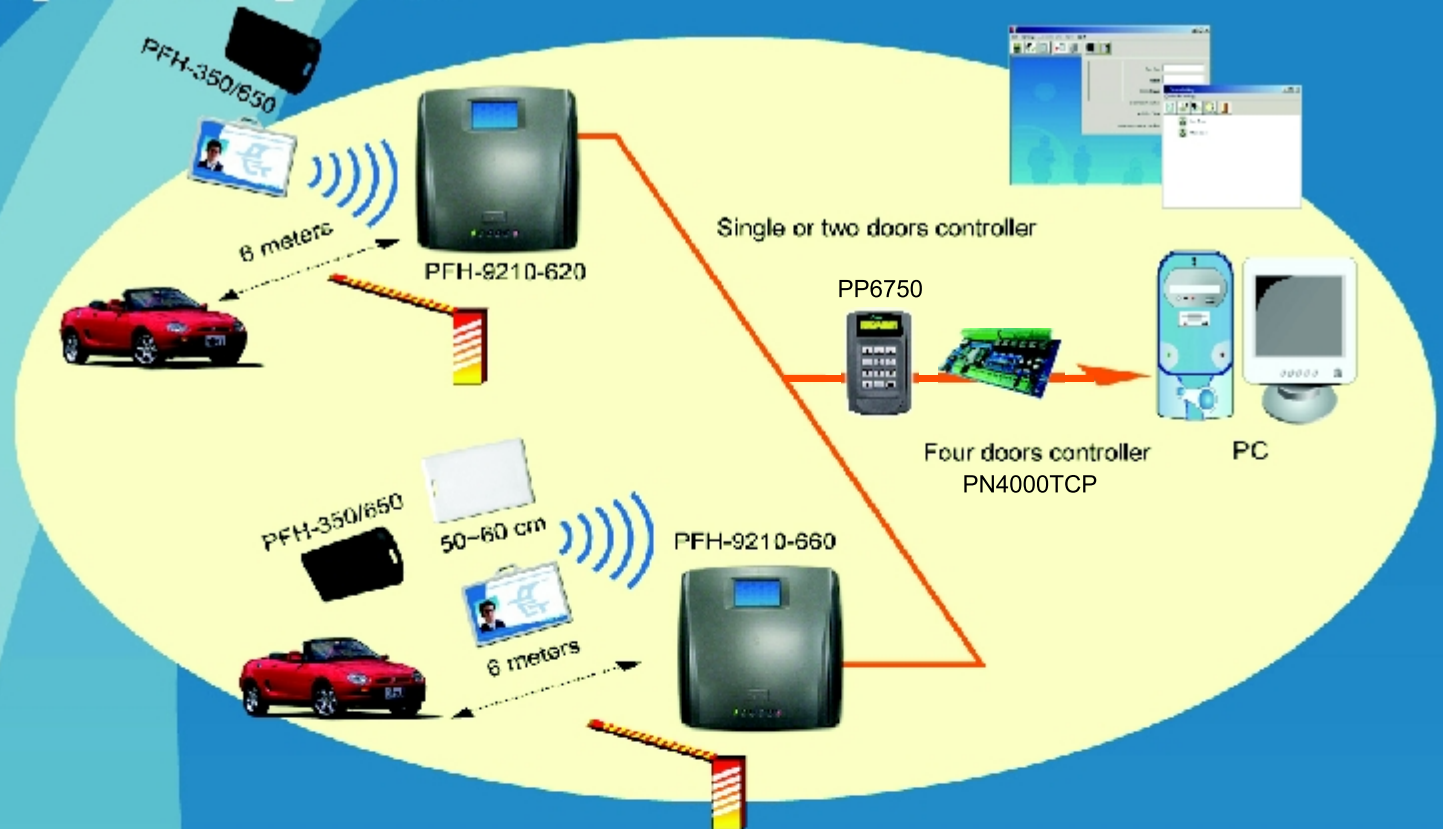 PFH-350/650
6 meters
PFH-9210-620
Single or two doors controller
PP6750
Four doors controller
PN4000TCP
PC
PFH-350/650
50~60 cm
PFH-9210-660
6 meters